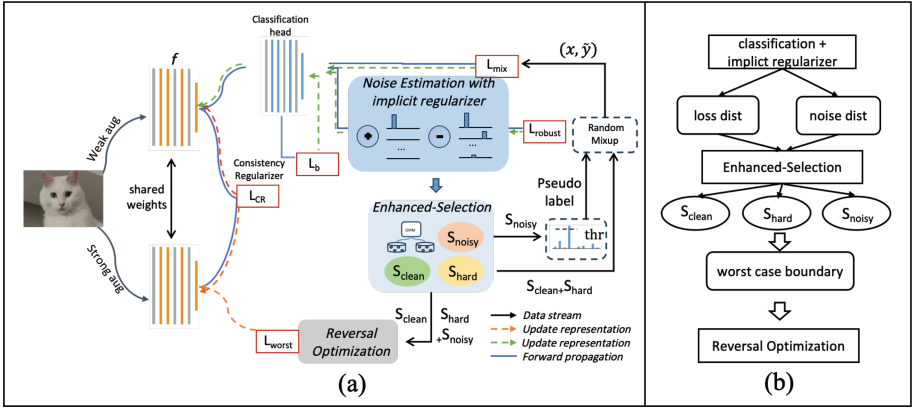 Classification
head
f
(x, ỹ)
L_mix
Noise Estimation with
implicit regularizer
+
-
...
...
L_robust
Random
Mixup
Weak aug
Consistency
Regularizer
L_CR
L_b
shared
weights
Strong aug
Pseudo
label
Enhanced-Selection
GMM
S_noisy
S_clean
S_hard
S_noisy
thr
...
S_clean+S_hard
S_clean
S_hard
+S_noisy
L_worst
Reversal
Optimization
Data stream
Update representation
Update representation
Forward propagation
(a)
classification +
implict regularizer
loss dist
noise dist
Enhanced-Selection
S_clean
S_hard
S_noisy
worst case boundary
Reversal Optimization
(b)